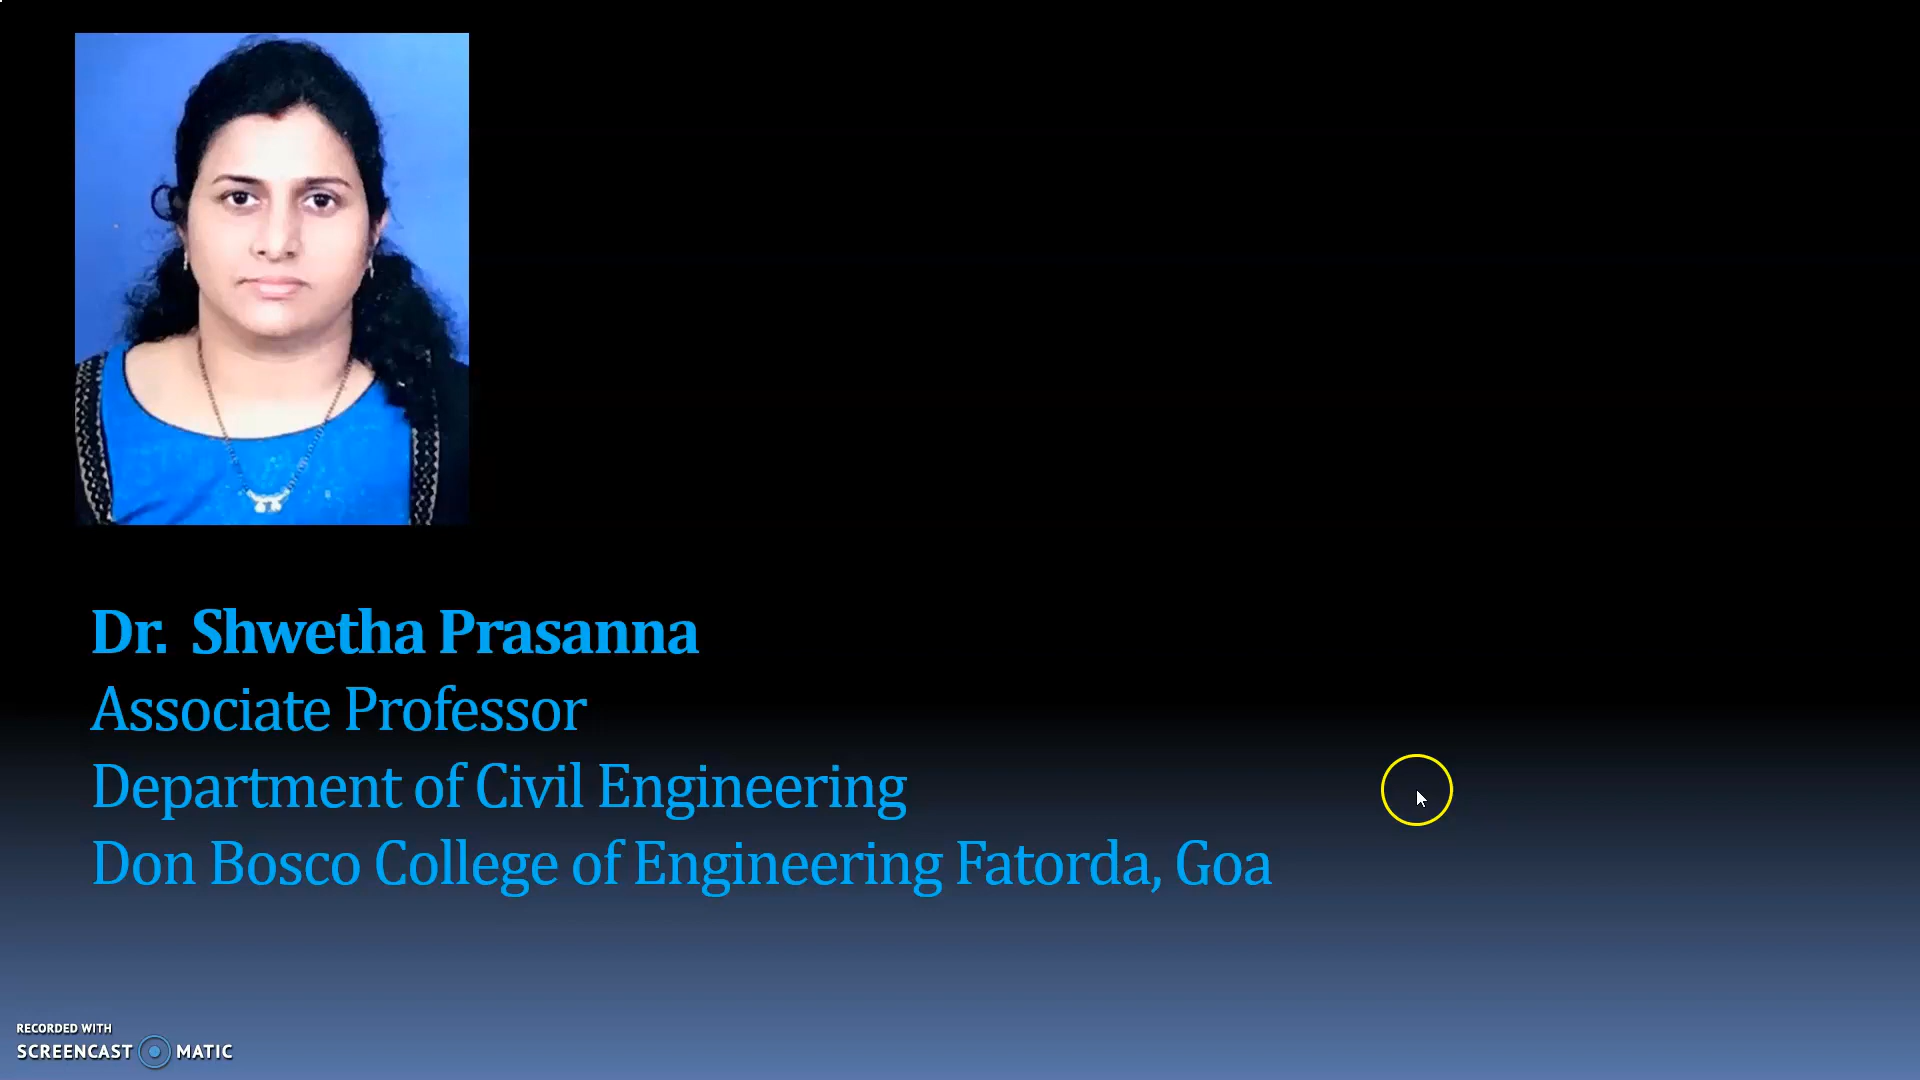 Dr. Shwetha Prasanna
Associate Professor
Department of Civil Engineering
Don Bosco College of Engineering Fatorda, Goa
RECORDED WITH
SCREENCAST MATIC